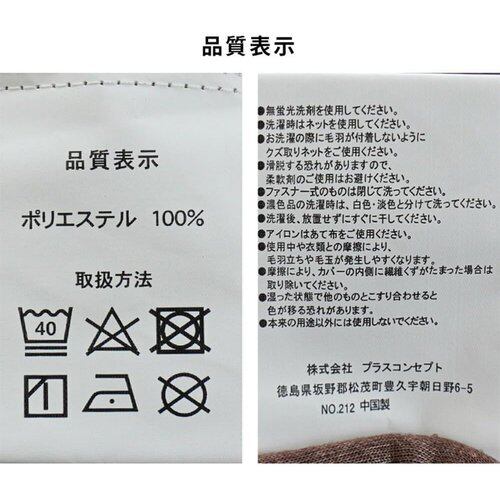 品質表示
品質表示
ポリエステル 100%
取扱方法
40
●無蛍光洗剤を使用してください。
●洗濯時はネットを使用してください。
●お洗濯の際に毛羽が付着しないように
クズ取りネットをご使用ください。
●滑脱する恐れがありますので、
柔軟剤のご使用はお避けください。
●ファスナー式のものは閉じて洗ってください。
●濃色品の洗濯時は、白色・淡色と分けて洗ってください。
●洗濯後、放置せずすぐに干してください。
●アイロンはあて布をご使用ください。
●使用中や衣類との摩擦により、
毛羽立ちや毛玉が発生しやすくなります。
●摩擦により、カバーの内側に繊維くずがたまった場合は
取り除いてください。
●湿った状態で他のものとこすり合わせると
色が移る恐れがあります。
●本来の用途以外には使用しないでください。
株式会社 プラスコンセプト
徳島県坂野郡松茂町豊久字朝日野6-5
NO.212 中国製